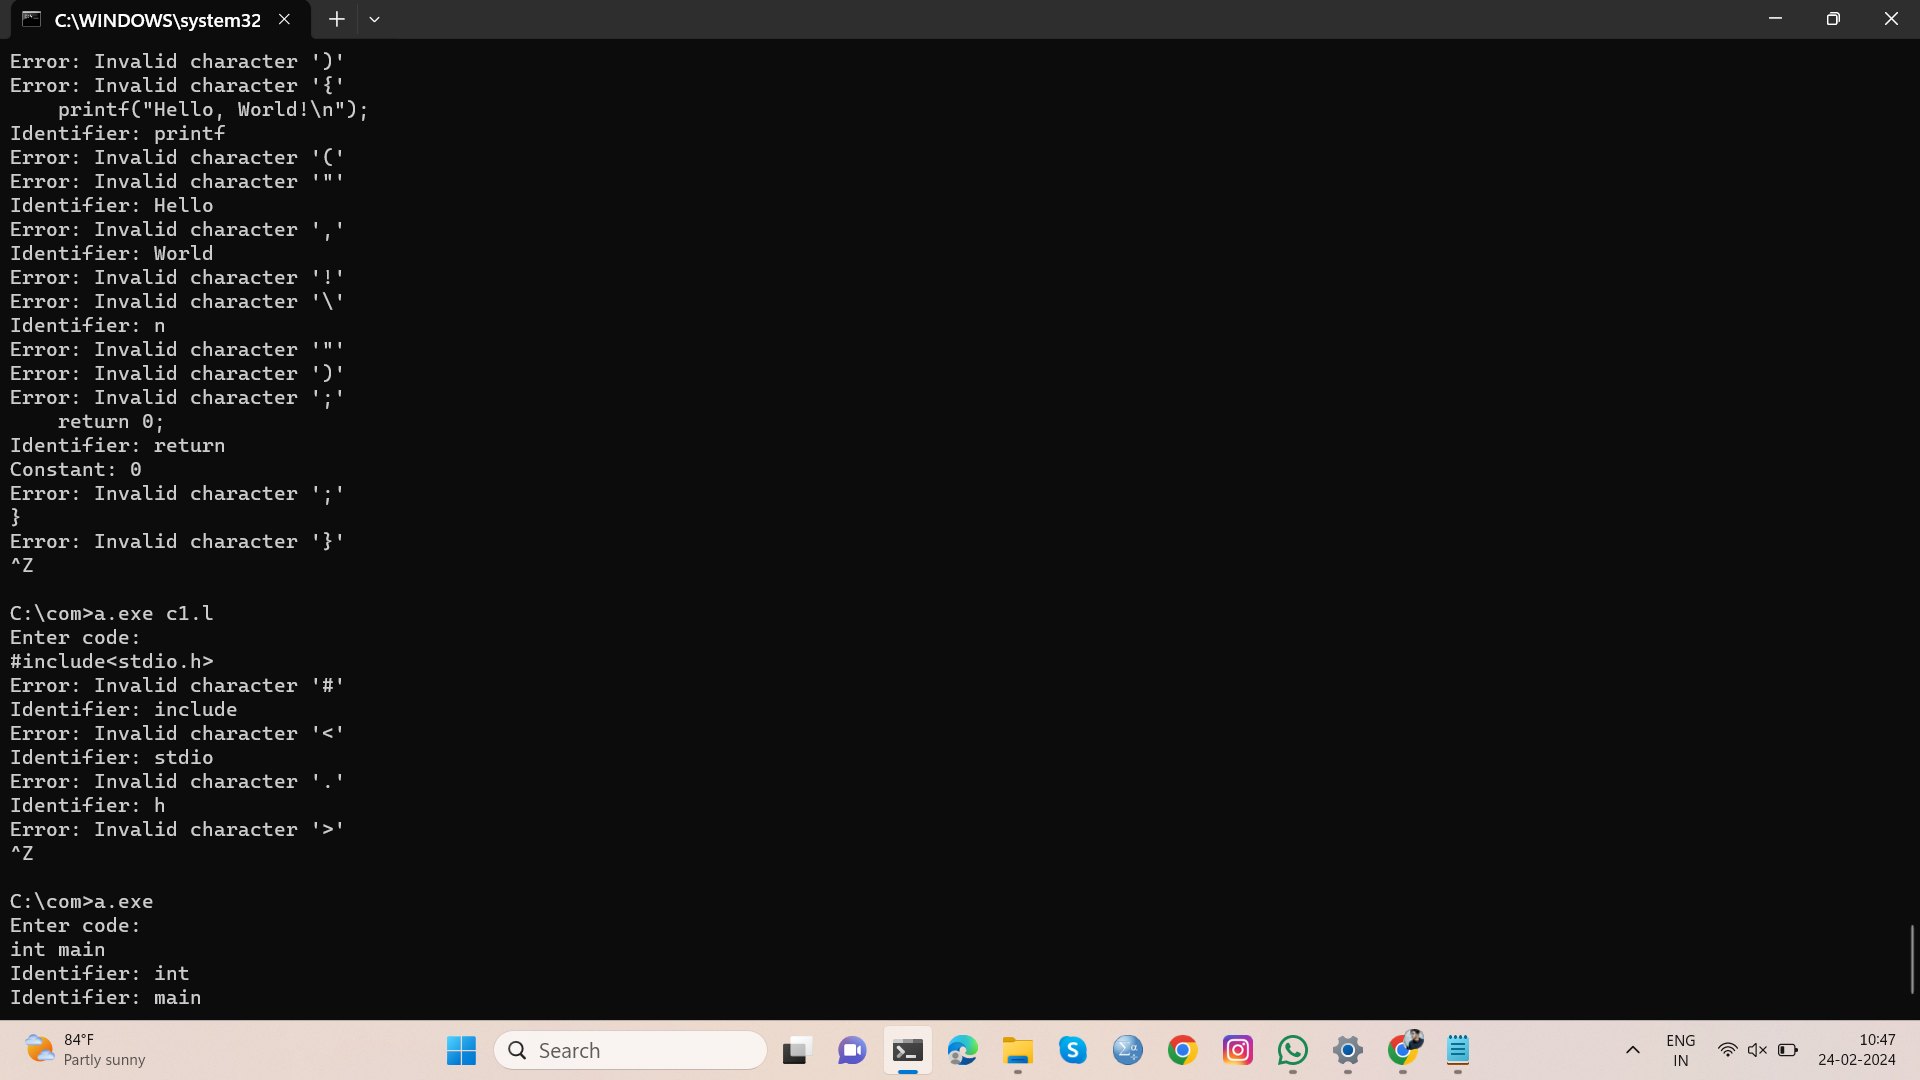 C:\WINDOWS\system32
Error: Invalid character ')'
Error: Invalid character '{'
    printf("Hello, World!\n");
Identifier: printf
Error: Invalid character '('
Error: Invalid character '"'
Identifier: Hello
Error: Invalid character ','
Identifier: World
Error: Invalid character '!'
Error: Invalid character '\'
Identifier: n
Error: Invalid character '"'
Error: Invalid character ')'
Error: Invalid character ';'
    return 0;
Identifier: return
Constant: 0
Error: Invalid character ';'
}
Error: Invalid character '}'
^Z
C:\com>a.exe c1.l
Enter code:
#include<stdio.h>
Error: Invalid character '#'
Identifier: include
Error: Invalid character '<'
Identifier: stdio
Error: Invalid character '.'
Identifier: h
Error: Invalid character '>'
^Z
C:\com>a.exe
Enter code:
int main
Identifier: int
Identifier: main
84°F
Partly sunny
Search
ENG
IN
10:47
24-02-2024